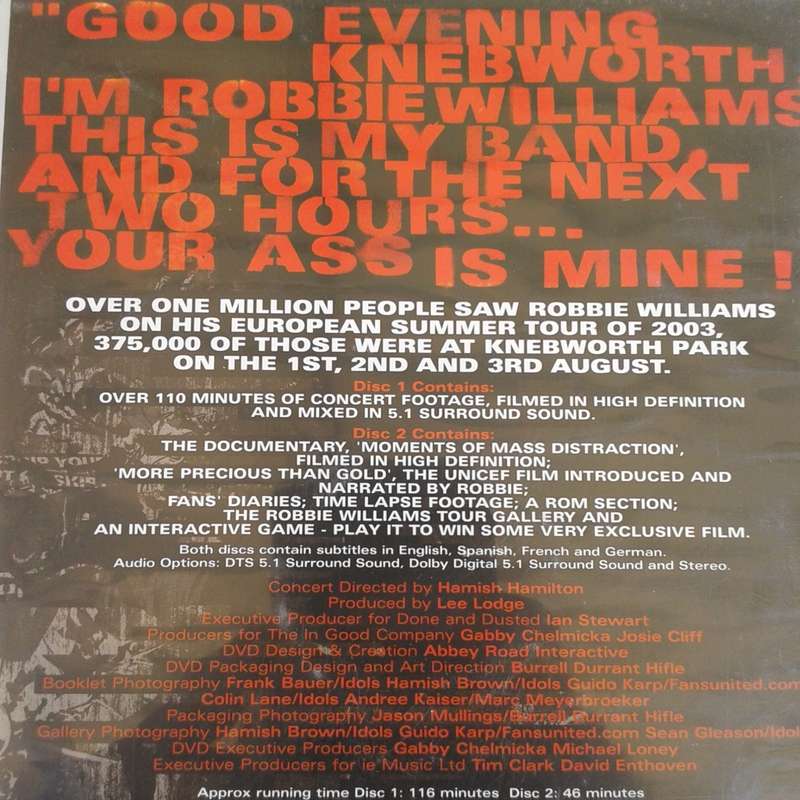 "GOOD EVENING
KNEBWORTH,
I'M ROBBIE WILLIAMS
THIS IS MY BAND,
AND FOR THE NEXT
TWO HOURS...
YOUR ASS IS MINE !
OVER ONE MILLION PEOPLE SAW ROBBIE WILLIAMS
ON HIS EUROPEAN SUMMER TOUR OF 2003,
375,000 OF THOSE WERE AT KNEBWORTH PARK
ON THE 1ST, 2ND AND 3RD AUGUST.
Disc 1 Contains:
OVER 110 MINUTES OF CONCERT FOOTAGE, FILMED IN HIGH DEFINITION
AND MIXED IN 5.1 SURROUND SOUND.
Disc 2 Contains:
THE DOCUMENTARY, 'MOMENTS OF MASS DISTRACTION',
FILMED IN HIGH DEFINITION;
'MORE PRECIOUS THAN GOLD', THE UNICEF FILM INTRODUCED AND
NARRATED BY ROBBIE;
FANS' DIARIES; TIME LAPSE FOOTAGE; A ROM SECTION;
THE ROBBIE WILLIAMS TOUR GALLERY AND
AN INTERACTIVE GAME - PLAY IT TO WIN SOME VERY EXCLUSIVE FILM.
Both discs contain subtitles in English, Spanish, French and German.
Audio Options: DTS 5.1 Surround Sound, Dolby Digital 5.1 Surround Sound and Stereo.
Concert Directed by Hamish Hamilton
Produced by Lee Lodge
Executive Producer for Done and Dusted Ian Stewart
Producers for The In Good Company Gabby Chelmicka Josie Cliff
DVD Design & Creation Abbey Road Interactive
DVD Packaging Design and Art Direction Burrell Durrant Hifle
Booklet Photography Frank Bauer/Idols Hamish Brown/Idols Guido Karp/Fansunited.com
Colin Lane/Idols Andree Kaiser/Marc Meyerbroeker
Packaging Photography Jason Mullings/Burrell Durrant Hifle
Gallery Photography Hamish Brown/Idols Guido Karp/Fansunited.com Sean Gleason/Idol
DVD Executive Producers Gabby Chelmicka Michael Loney
Executive Producers for ie Music Ltd Tim Clark David Enthoven
Approx running time Disc 1: 116 minutes Disc 2: 46 minutes